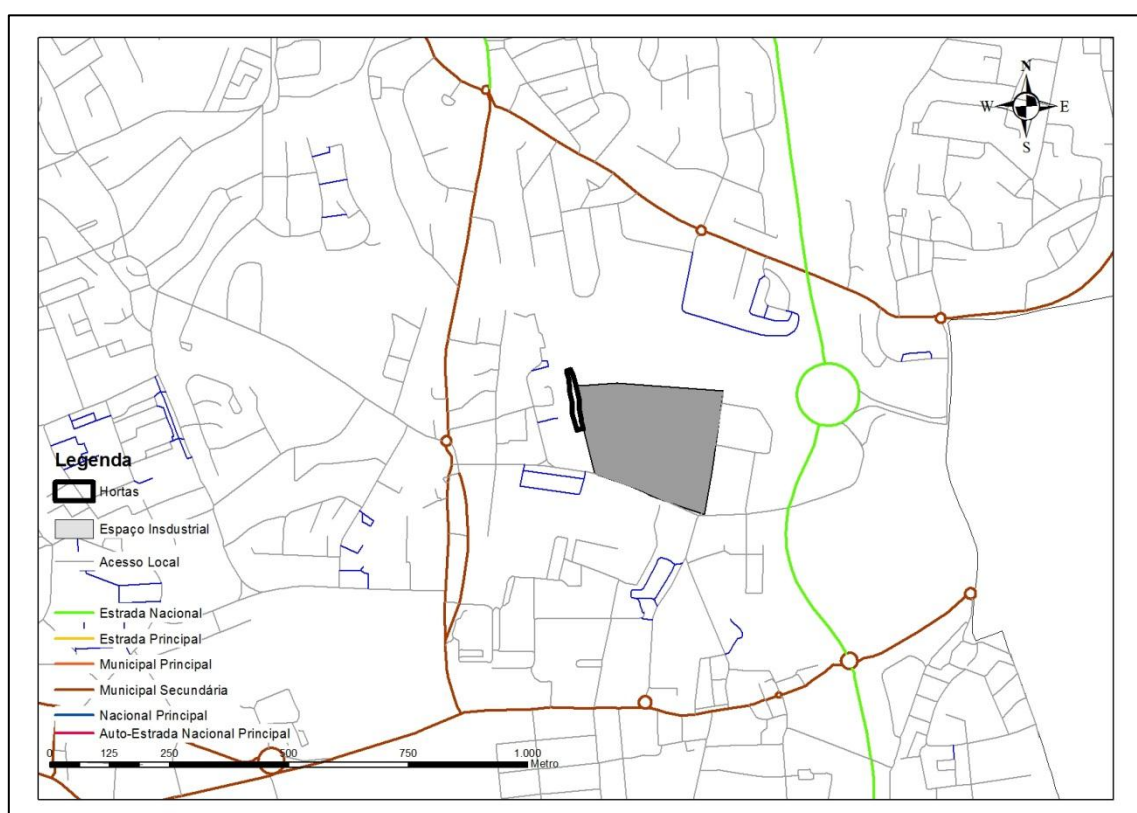 N
W E
S
Legenda
Hortas
Espaço Insdustrial
Acesso Local
Estrada Nacional
Estrada Principal
Municipal Principal
Municipal Secundária
Nacional Principal
Auto-Estrada Nacional Principal
0 125 250 500 750 1.000
Metro